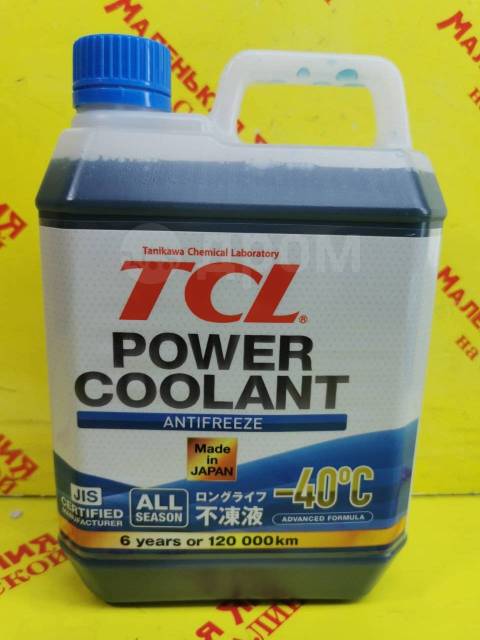 Tanikawa Chemical Laboratory
TCL®
POWER
COOLANT
ANTIFREEZE
Made
in
JAPAN
JIS
CERTIFIED
MANUFACTURER
ALL
SEASON
ロングライフ
不凍液
-40°C
ADVANCED FORMULA
6 years or 120 000km